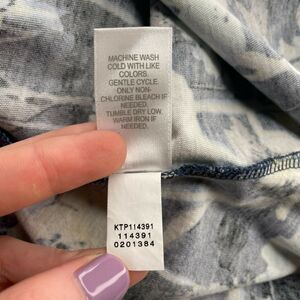 MACHINE WASH
COLD WITH LIKE
COLORS.
GENTLE CYCLE.
ONLY NON-
CHLORINE BLEACH IF
NEEDED.
TUMBLE DRY LOW.
WARM IRON IF
NEEDED.
KTP114391
114391
0201384